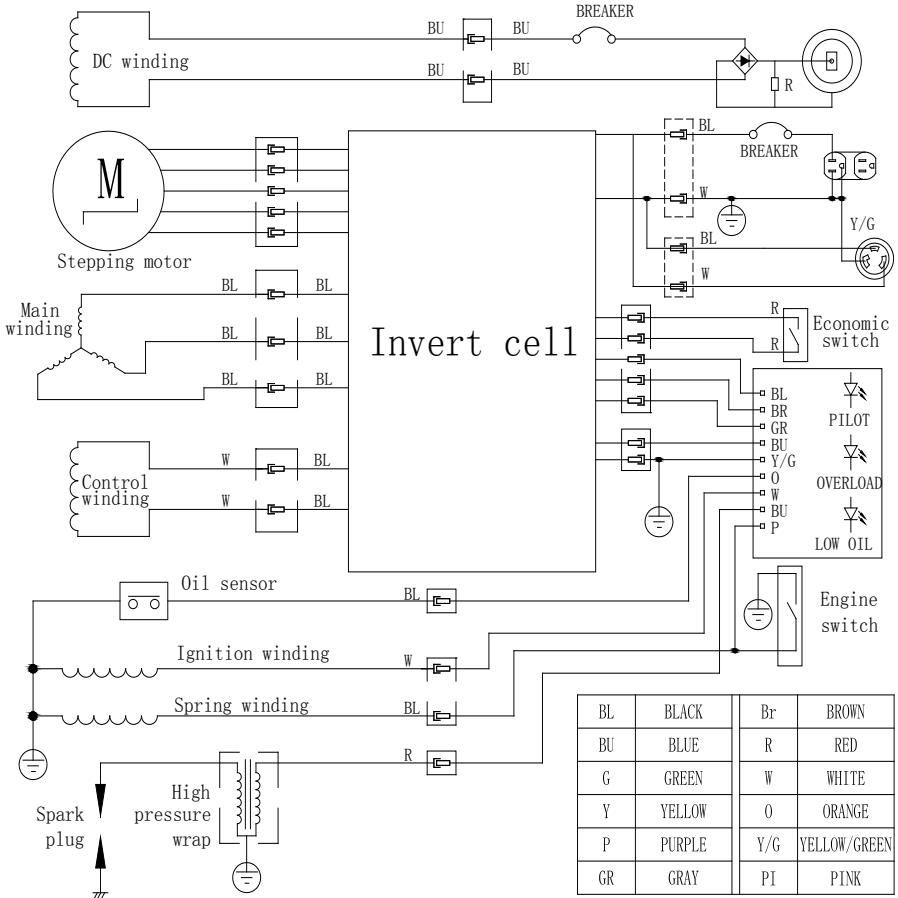 BU
BU
BREAKER
DC winding
BU
BU
R
M
Stepping motor
BL
BREAKER
W
Y/G
BL
W
Main
winding
BL
BL
BL
BL
BL
BL
Invert cell
R
R
Economic
switch
BL
BR
GR
BU
Y/G
O
W
BU
P
PILOT
OVERLOAD
LOW OIL
Control
winding
W
BL
W
BL
Oil sensor
BL
Engine
switch
Ignition winding
W
Spring winding
BL
R
Spark
plug
High
pressure
wrap
BL BLACK Br BROWN
BU BLUE R RED
G GREEN W WHITE
Y YELLOW O ORANGE
P PURPLE Y/G YELLOW/GREEN
GR GRAY PI PINK